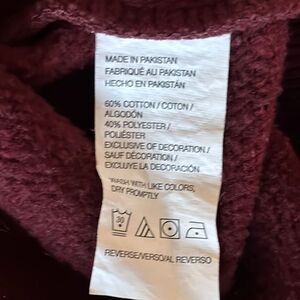 MADE IN PAKISTAN
FABRIQUÉ AU PAKISTAN
HECHO EN PAKISTÁN
60% COTTON / COTON /
ALGODÓN
40% POLYESTER /
POLIÉSTER
EXCLUSIVE OF DECORATION /
SAUF DÉCORATION /
EXCLUYE LA DECORACIÓN
WASH WITH LIKE COLORS,
DRY PROMPTLY
30
REVERSE/VERSO/AL REVERSO